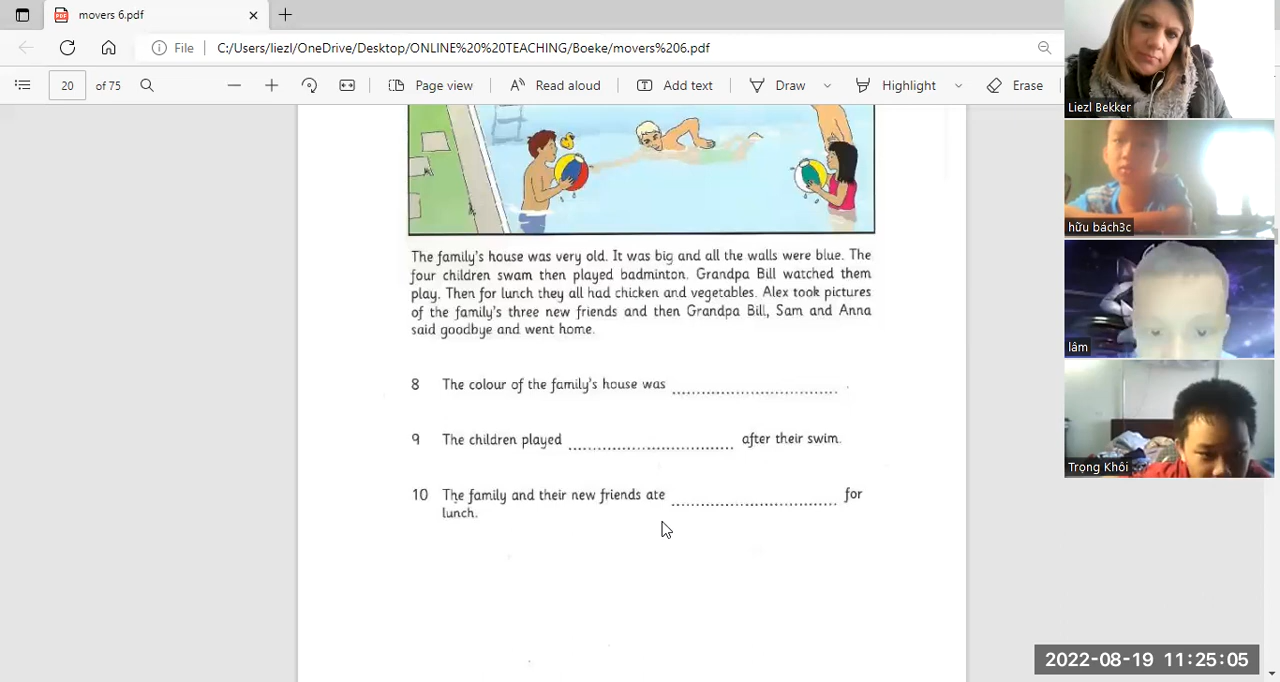 movers 6.pdf
File C:/Users/liezl/OneDrive/Desktop/ONLINE%20%20TEACHING/Boeke/movers%206.pdf
20 of 75 Page view Read aloud Add text Draw Highlight Erase
The family's house was very old. It was big and all the walls were blue. The
four children swam then played badminton. Grandpa Bill watched them
play. Then for lunch they all had chicken and vegetables. Alex took pictures
of the family's three new friends and then Grandpa Bill, Sam and Anna
said goodbye and went home.
8 The colour of the family's house was .
9 The children played after their swim.
10 The family and their new friends ate for
lunch.
Liezl Bekker
hữu bách3c
lâm
Trọng Khôi
2022-08-19 11:25:05